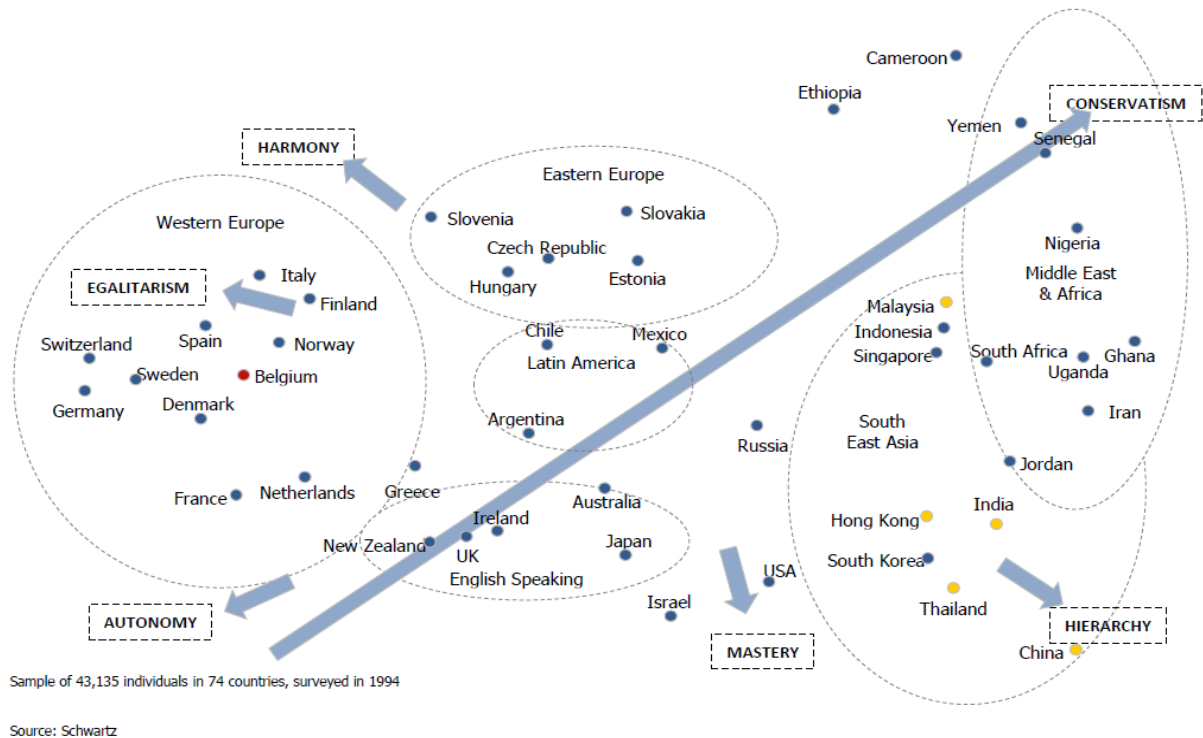 Cameroon
Ethiopia
CONSERVATISM
Yemen
Senegal
HARMONY
Eastern Europe
Slovenia
Slovakia
Western Europe
Czech Republic
Nigeria
Italy
Hungary
Estonia
Middle East
& Africa
EGALITARISM
Finland
Malaysia
Chile
Mexico
Indonesia
Spain
Norway
Switzerland
Latin America
Singapore
South Africa
Ghana
Uganda
Sweden
Belgium
Germany
Denmark
Argentina
Iran
South
East Asia
Russia
Jordan
France
Netherlands
Greece
Australia
India
Ireland
Hong Kong
New Zealand
UK
Japan
South Korea
English Speaking
USA
Israel
Thailand
AUTONOMY
HIERARCHY
MASTERY
China
Sample of 43,135 individuals in 74 countries, surveyed in 1994
Source: Schwartz